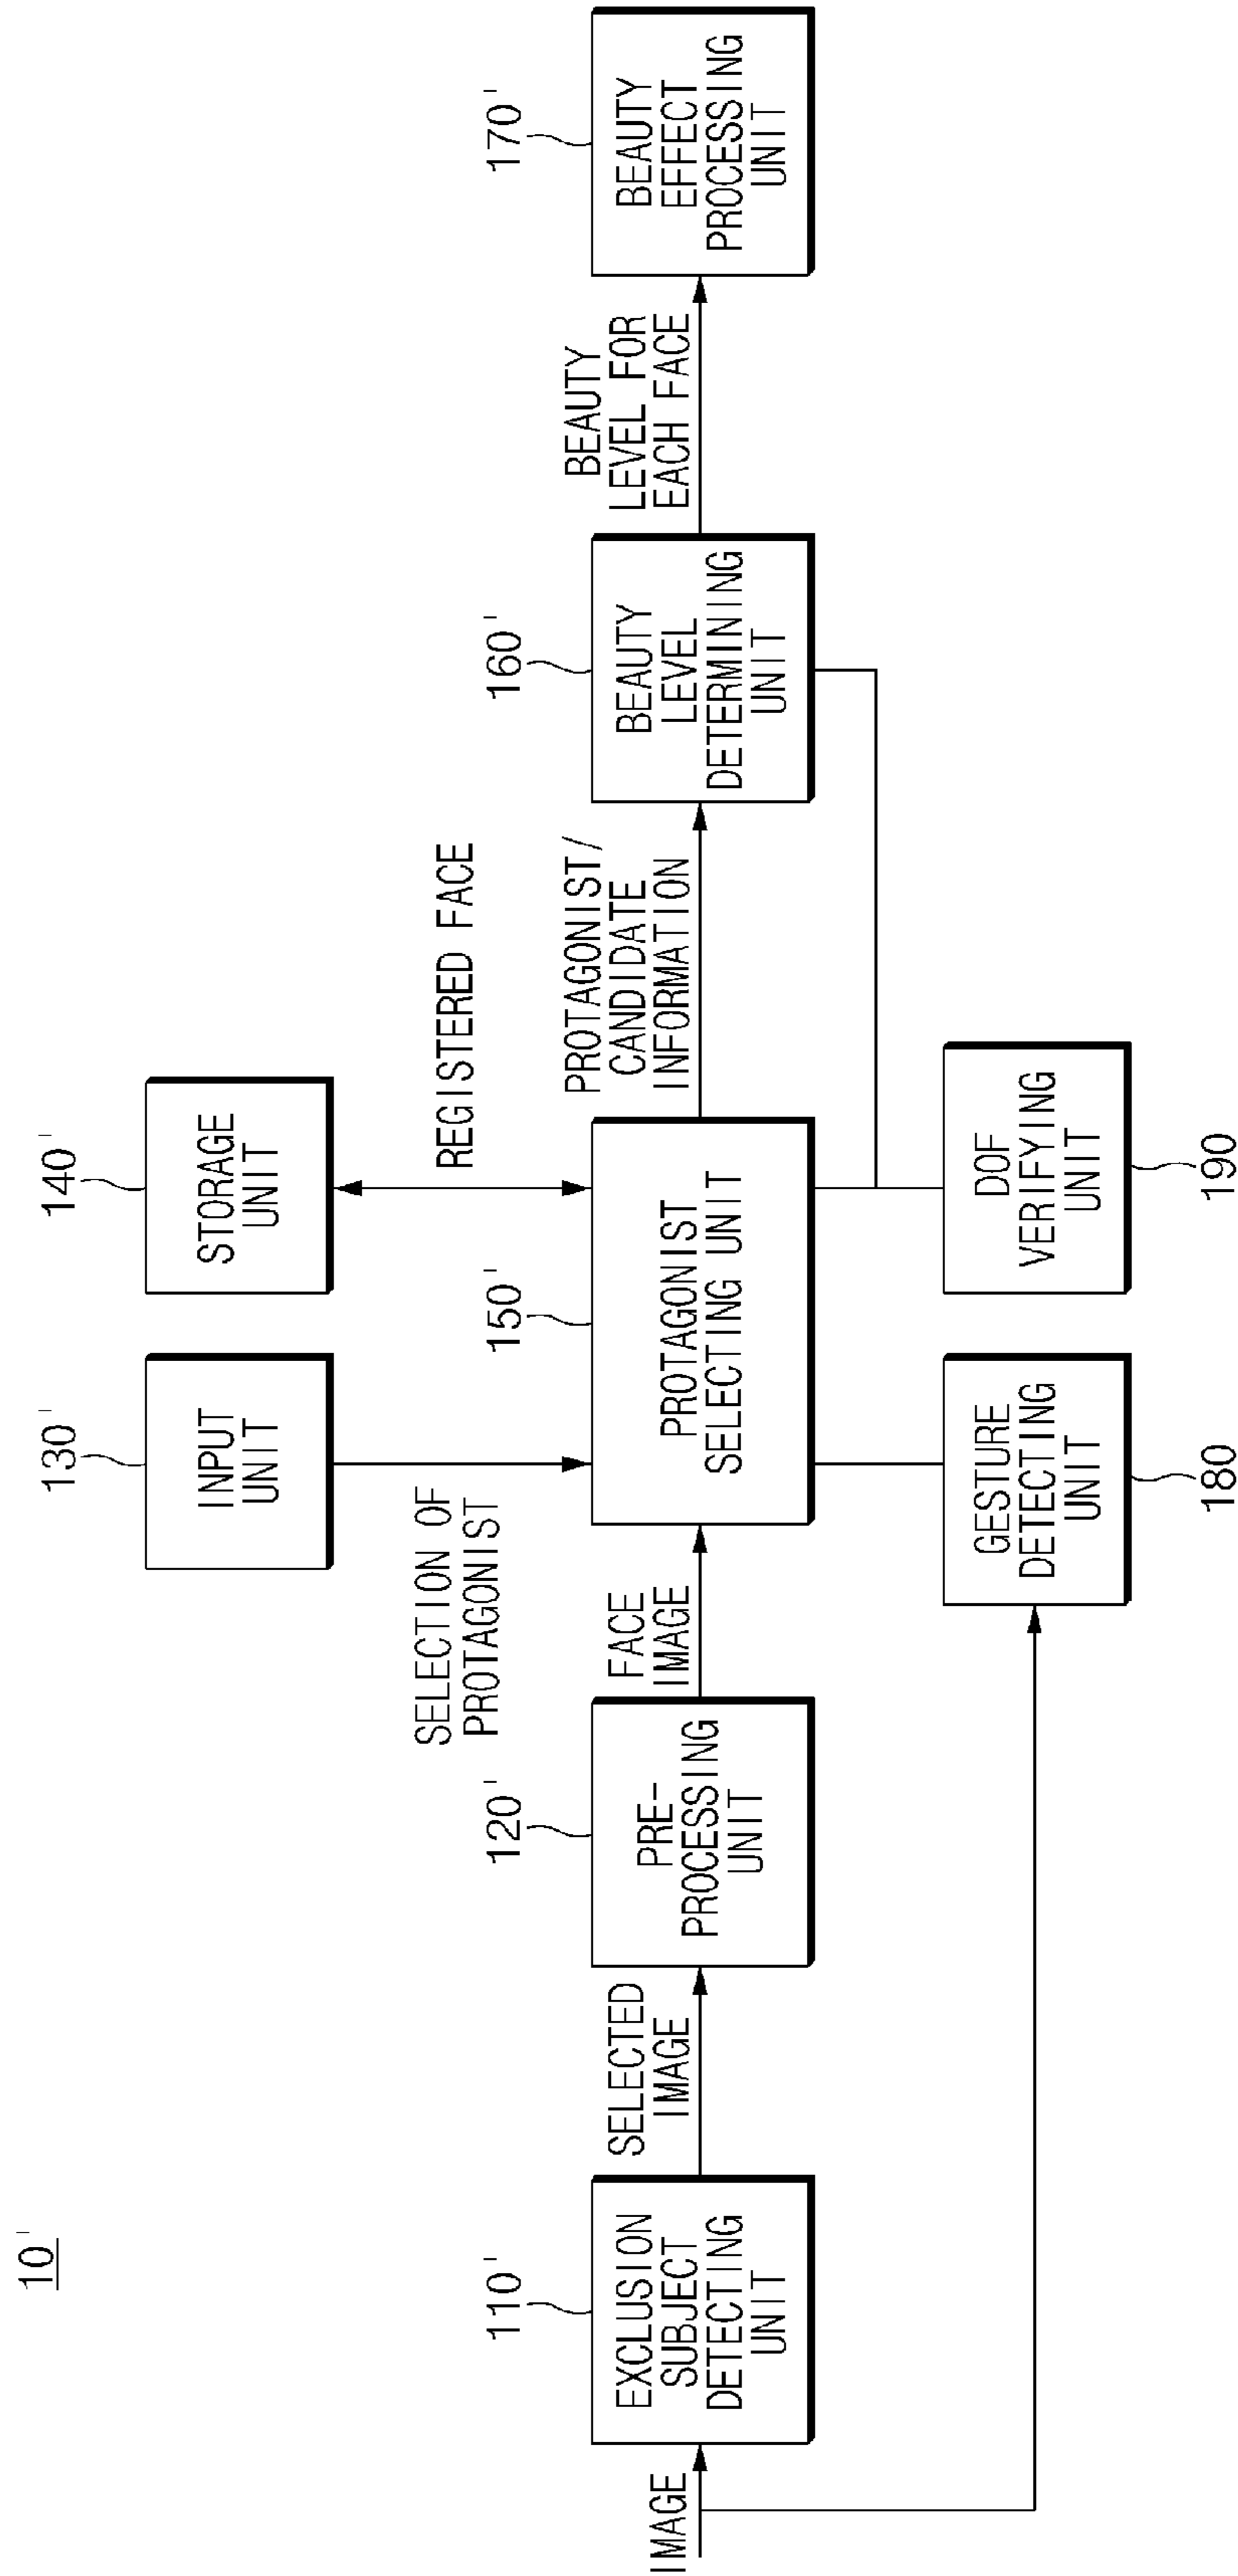 10'
130'
INPUT
UNIT
140'
STORAGE
UNIT
SELECTION OF
PROTAGONIST
REGISTERED FACE
IMAGE
110'
EXCLUSION
SUBJECT
DETECTING
UNIT
SELECTED
IMAGE
120'
PRE-
PROCESSING
UNIT
FACE
IMAGE
150'
PROTAGONIST
SELECTING UNIT
PROTAGONIST/
CANDIDATE
INFORMATION
160'
BEAUTY
LEVEL
DETERMINING
UNIT
BEAUTY
LEVEL FOR
EACH FACE
170'
BEAUTY
EFFECT
PROCESSING
UNIT
GESTURE
DETECTING
UNIT
180
DOF
VERIFYING
UNIT
190